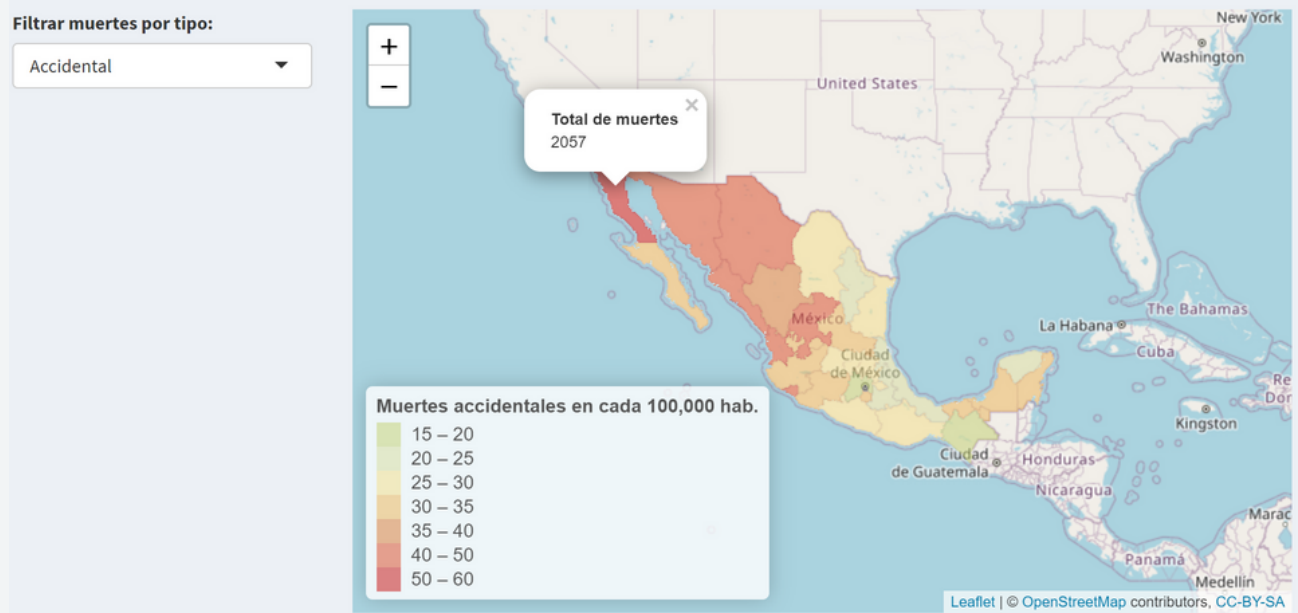 Filtrar muertes por tipo:
Accidental
+
−
Total de muertes
2057
×
New York
Washington
United States
México
Ciudad
de México
La Habana
The Bahamas
Cuba
Re
Dor
Kingston
Ciudad
de Guatemala
Honduras
Nicaragua
Marac
Panamá
Medellín
Muertes accidentales en cada 100,000 hab.
15 – 20
20 – 25
25 – 30
30 – 35
35 – 40
40 – 50
50 – 60
Leaflet | © OpenStreetMap contributors, CC-BY-SA